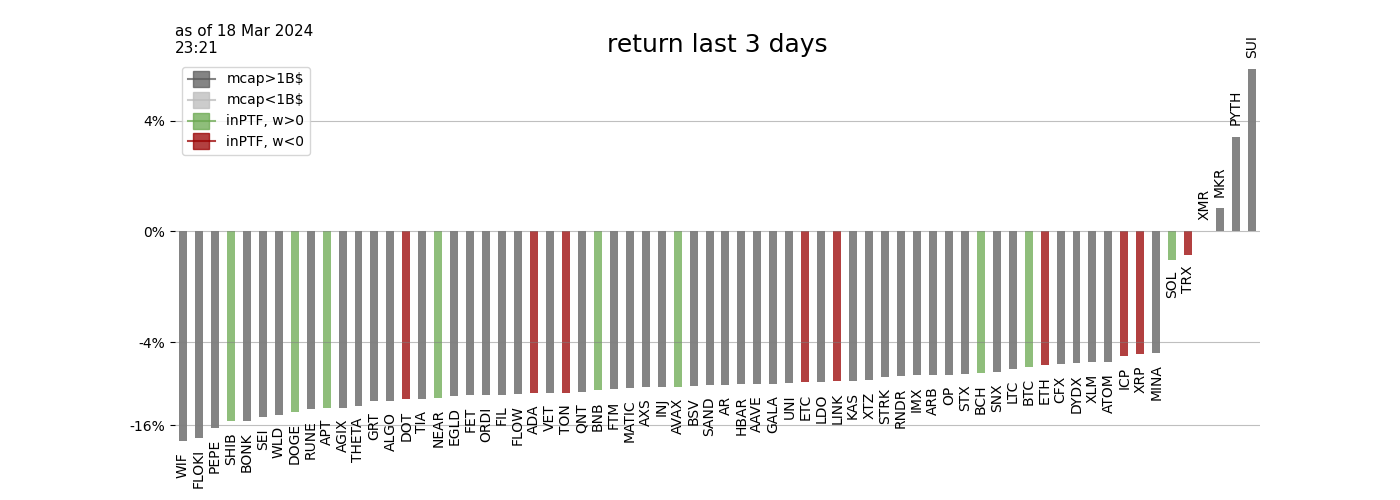 as of 18 Mar 2024
23:21
return last 3 days
mcap>1B$
mcap<1B$
inPTF, w>0
inPTF, w<0
4%
0%
-4%
-16%
WIF
FLOKI
PEPE
SHIB
BONK
SEI
WLD
DOGE
RUNE
APT
AGIX
THETA
GRT
ALGO
DOT
TIA
NEAR
EGLD
FET
ORDI
FIL
FLOW
ADA
VET
TON
QNT
BNB
FTM
MATIC
AXS
INJ
AVAX
BSV
SAND
AR
HBAR
AAVE
GALA
UNI
ETC
LDO
LINK
KAS
XTZ
STRK
RNDR
IMX
ARB
OP
STX
BCH
SNX
LTC
BTC
ETH
CFX
DYDX
XLM
ATOM
ICP
XRP
MINA
SOL
TRX
XMR
MKR
PYTH
SUI